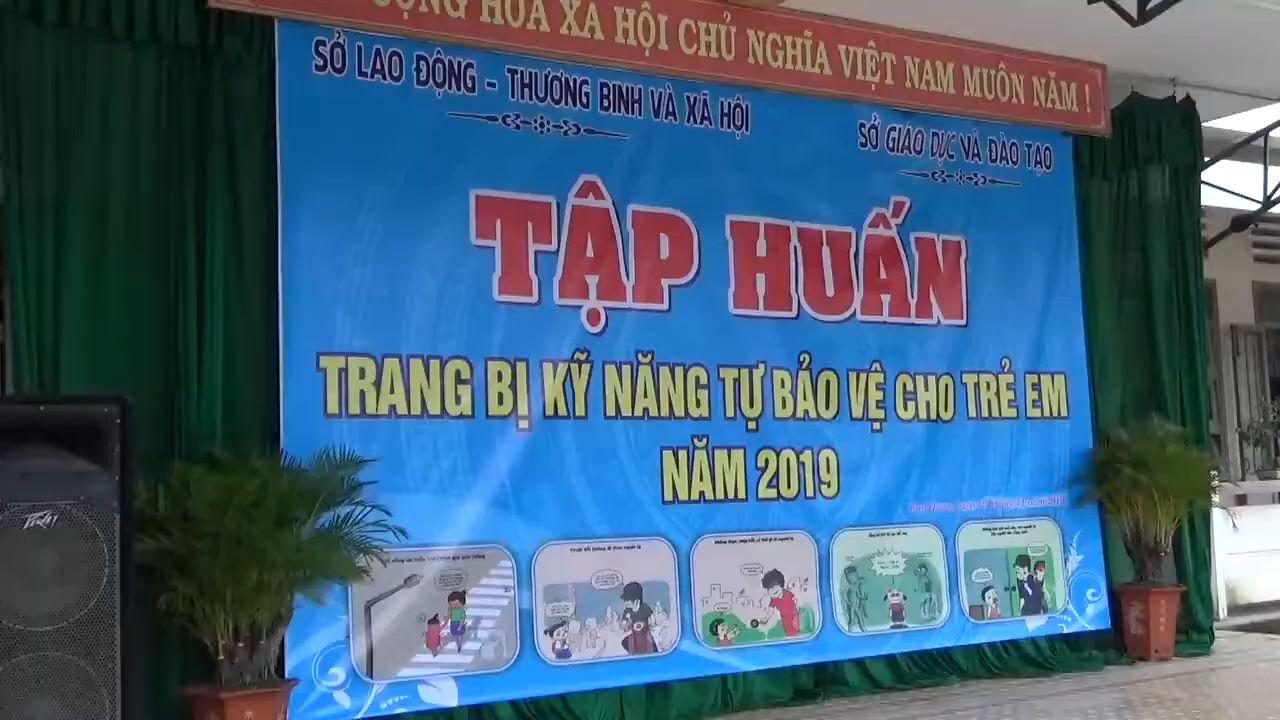 HÒA XÃ HỘI CHỦ NGHĨA VIỆT NAM MUÔN NĂM !
SỞ LAO ĐỘNG - THƯƠNG BINH VÀ XÃ HỘI
SỞ GIÁO DỤC VÀ ĐÀO TẠO
TẬP HUẤN
TRANG BỊ KỸ NĂNG TỰ BẢO VỆ CHO TRẺ EM
NĂM 2019
PEAVEY